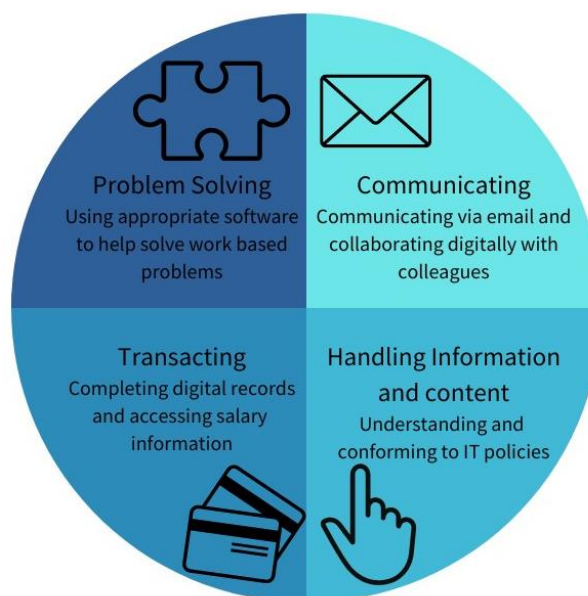 Problem Solving
Using appropriate software
to help solve work based
problems
Communicating
Communicating via email and
collaborating digitally with
colleagues
Transacting
Completing digital records
and accessing salary
information
Handling Information
and content
Understanding and
conforming to IT policies